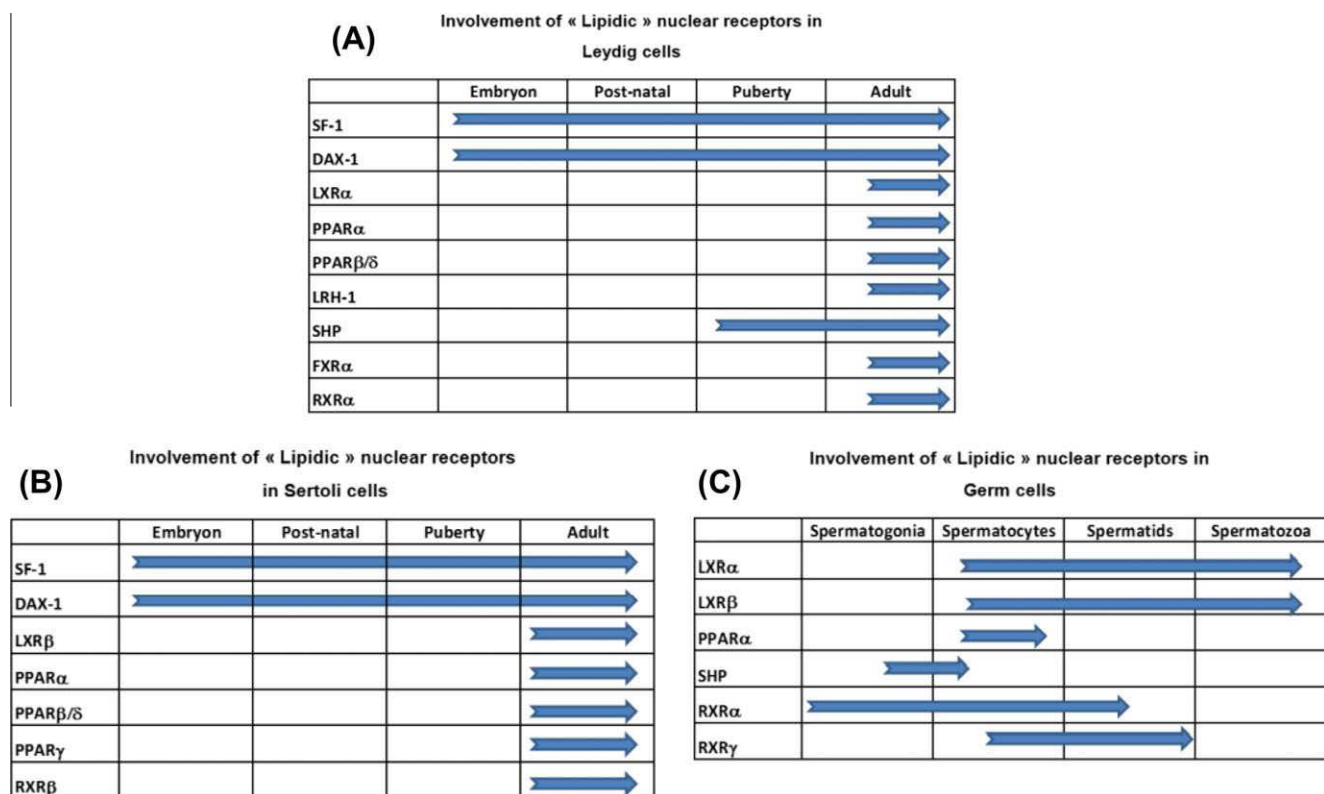 (A)
Involvement of « Lipidic » nuclear receptors in
Leydig cells
Embryon Post-natal Puberty Adult
SF-1
DAX-1
LXRα
PPARα
PPARβ/δ
LRH-1
SHP
FXRα
RXRα
(B)
Involvement of « Lipidic » nuclear receptors
in Sertoli cells
Embryon Post-natal Puberty Adult
SF-1
DAX-1
LXRβ
PPARα
PPARβ/δ
PPARγ
RXRβ
(C)
Involvement of « Lipidic » nuclear receptors in
Germ cells
Spermatogonia Spermatocytes Spermatids Spermatozoa
LXRα
LXRβ
PPARα
SHP
RXRα
RXRγ